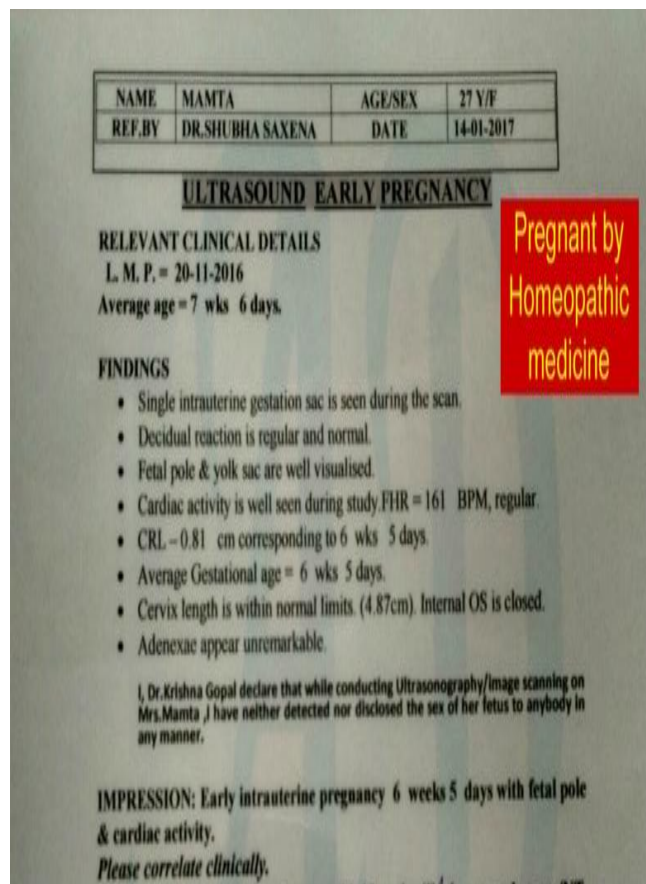 NAME MAMTA AGE/SEX 27 Y/F
REF.BY DR.SHUBHA SAXENA DATE 14-01-2017
ULTRASOUND EARLY PREGNANCY
Pregnant by
Homeopathic
medicine
RELEVANT CLINICAL DETAILS
L. M. P. = 20-11-2016
Average age = 7 wks 6 days.
FINDINGS
• Single intrauterine gestation sac is seen during the scan.
• Decidual reaction is regular and normal.
• Fetal pole & yolk sac are well visualised.
• Cardiac activity is well seen during study.FHR = 161 BPM, regular.
• CRL – 0.81 cm corresponding to 6 wks 5 days.
• Average Gestational age = 6 wks 5 days.
• Cervix length is within normal limits. (4.87cm). Internal OS is closed.
• Adenexae appear unremarkable.
I, Dr.Krishna Gopal declare that while conducting Ultrasonography/image scanning on
Mrs.Mamta ,I have neither detected nor disclosed the sex of her fetus to anybody in
any manner.
IMPRESSION: Early intrauterine pregnancy 6 weeks 5 days with fetal pole
& cardiac activity.
Please correlate clinically.